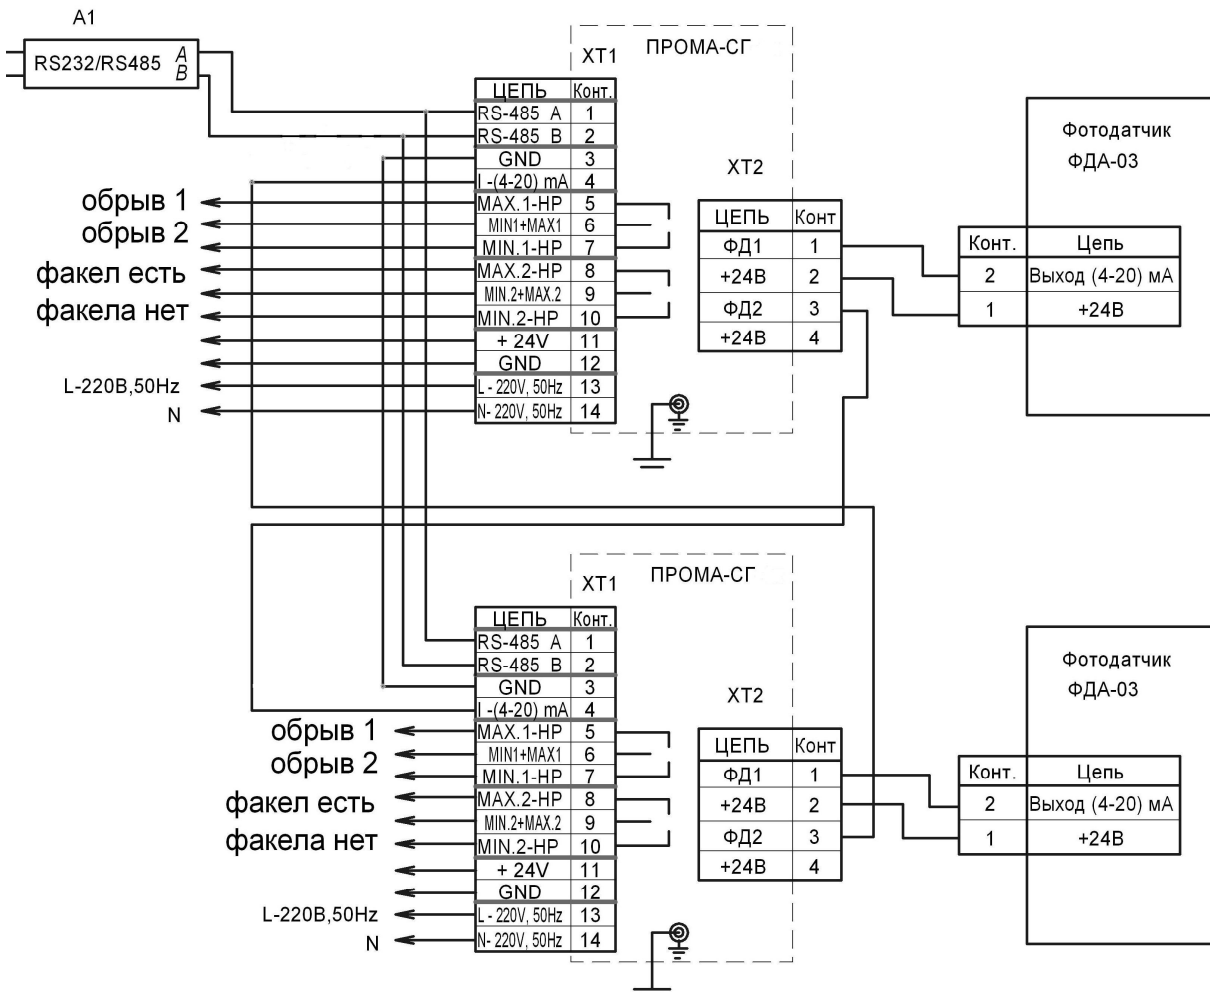 A1
RS232/RS485 A
B
ПРОМА-СГ
XT1
ЦЕПЬ Конт.
RS-485 A 1
RS-485 B 2
GND 3
I -(4-20) mA 4
MAX.1-HP 5
MIN1+MAX1 6
MIN.1-HP 7
MAX.2-HP 8
MIN.2+MAX.2 9
MIN.2-HP 10
+ 24V 11
GND 12
L - 220V, 50Hz 13
N- 220V, 50Hz 14
обрыв 1
обрыв 2
факел есть
факела нет
L-220В,50Hz
N
XT2
ЦЕПЬ Конт
ФД1 1
+24В 2
ФД2 3
+24В 4
Фотодатчик
ФДА-03
Конт. Цепь
2 Выход (4-20) мА
1 +24В
ПРОМА-СГ
XT1
ЦЕПЬ Конт.
RS-485 A 1
RS-485 B 2
GND 3
I -(4-20) mA 4
MAX.1-HP 5
MIN1+MAX1 6
MIN.1-HP 7
MAX.2-HP 8
MIN.2+MAX.2 9
MIN.2-HP 10
+ 24V 11
GND 12
L - 220V, 50Hz 13
N- 220V, 50Hz 14
обрыв 1
обрыв 2
факел есть
факела нет
L-220В,50Hz
N
XT2
ЦЕПЬ Конт
ФД1 1
+24В 2
ФД2 3
+24В 4
Фотодатчик
ФДА-03
Конт. Цепь
2 Выход (4-20) мА
1 +24В